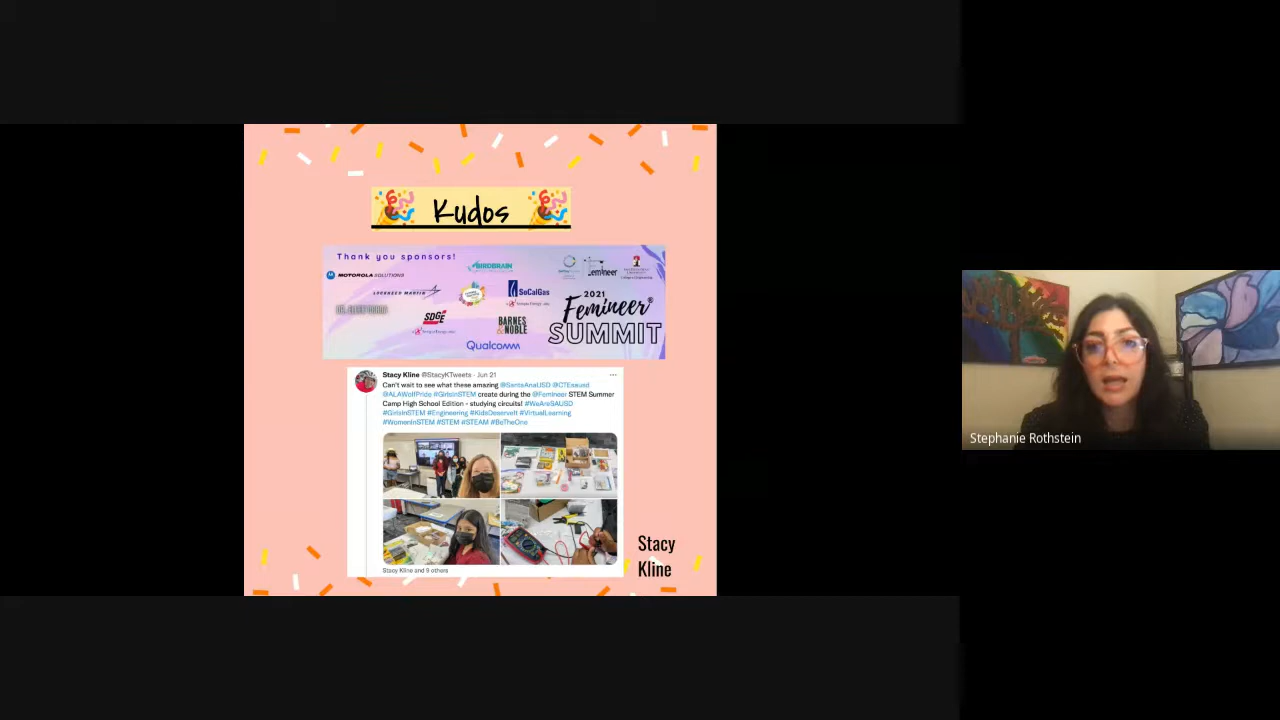 Kudos
Thank you sponsors!
MOTOROLA SOLUTIONS
BIRDBRAIN
Femineer
LOCKHEED MARTIN
SoCalGas
SDGE
BARNES
&NOBLE
Qualcomm
2021
Femineer®
SUMMIT
Stacy Kline @StacyKTweets · Jun 21
Can't wait to see what these amazing @SantaAnaUSD @CTEsausd
@ALAWolfPride #GirlsinSTEM create during the @Femineer STEM Summer
Camp High School Edition - studying circuits! #WeAreSAUSD
#GirlsInSTEM #Engineering #KidsDeserveIt #VirtualLearning
#WomenInSTEM #STEM #STEAM #BeTheOne
Stacy Kline and 9 others
Stacy
Kline
Stephanie Rothstein